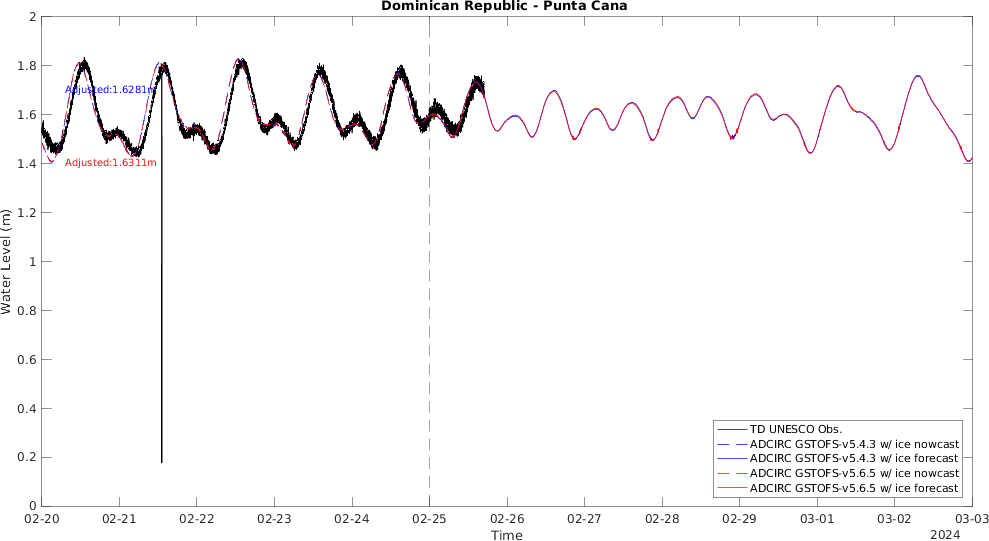 Dominican Republic - Punta Cana
2
1.8
1.6
1.4
1.2
1
0.8
0.6
0.4
0.2
0
Water Level (m)
Adjusted:1.6281m
Adjusted:1.6311m
TD UNESCO Obs.
ADCIRC GSTOFS-v5.4.3 w/ ice nowcast
ADCIRC GSTOFS-v5.4.3 w/ ice forecast
ADCIRC GSTOFS-v5.6.5 w/ ice nowcast
ADCIRC GSTOFS-v5.6.5 w/ ice forecast
02-20 02-21 02-22 02-23 02-24 02-25 02-26 02-27 02-28 02-29 03-01 03-02 03-03
Time
2024